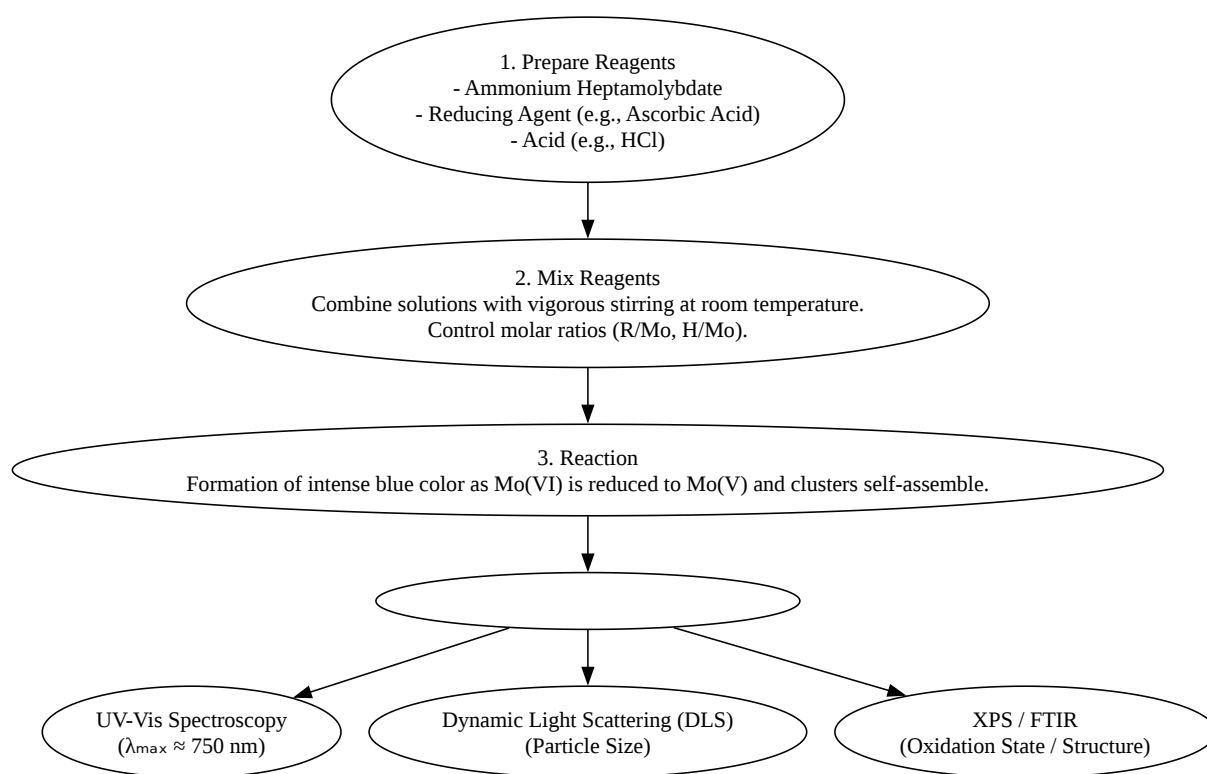 1. Prepare Reagents
- Ammonium Heptamolybdate
- Reducing Agent (e.g., Ascorbic Acid)
- Acid (e.g., HCl)
2. Mix Reagents
Combine solutions with vigorous stirring at room temperature.
Control molar ratios (R/Mo, H/Mo).
3. Reaction
Formation of intense blue color as Mo(VI) is reduced to Mo(V) and clusters self-assemble.
UV-Vis Spectroscopy
(λₘₐₓ ≈ 750 nm)
Dynamic Light Scattering (DLS)
(Particle Size)
XPS / FTIR
(Oxidation State / Structure)